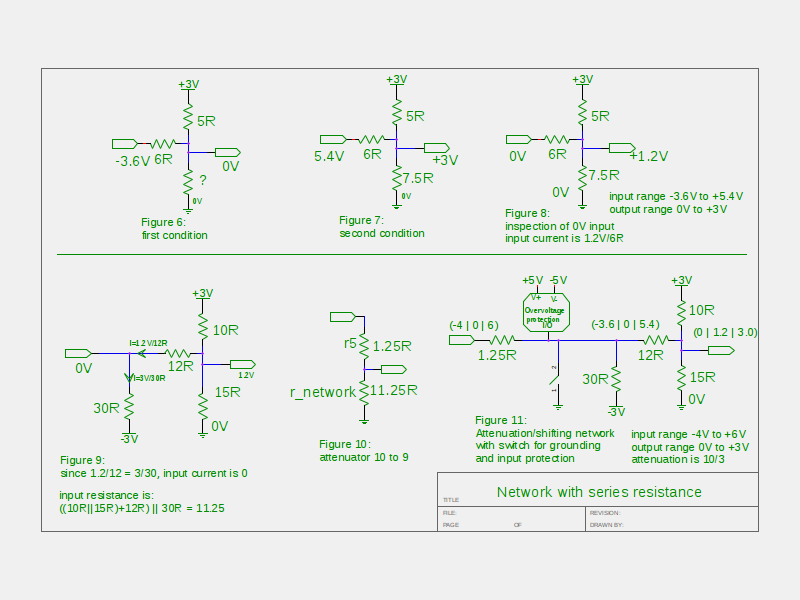 +3V
5R
-3.6V
6R
0V
?
0V
Figure 6:
first condition
+3V
5R
5.4V
6R
+3V
7.5R
0V
Figure 7:
second condition
+3V
5R
0V
6R
+1.2V
7.5R
0V
input range -3.6V to +5.4V
output range 0V to +3V
Figure 8:
inspection of 0V input
input current is 1.2V/6R
+3V
10R
I=1.2V/12R
0V
12R
1.2V
I=3V/30R
30R
15R
0V
-3V
Figure 9:
since 1.2/12 = 3/30, input current is 0
input resistance is:
((10R||15R)+12R) || 30R = 11.25
r5
1.25R
r_network
11.25R
Figure 10:
attenuator 10 to 9
+5V -5V
V+ V-
Overvoltage
protection
I/O
(-4 | 0 | 6)
1.25R
(-3.6 | 0 | 5.4)
12R
+3V
10R
(0 | 1.2 | 3.0)
2
1
30R
-3V
15R
0V
Figure 11:
Attenuation/shifting network
with switch for grounding
and input protection
input range -4V to +6V
output range 0V to +3V
attenuation is 10/3
TITLE
Network with series resistance
FILE:
REVISION:
PAGE OF
DRAWN BY: